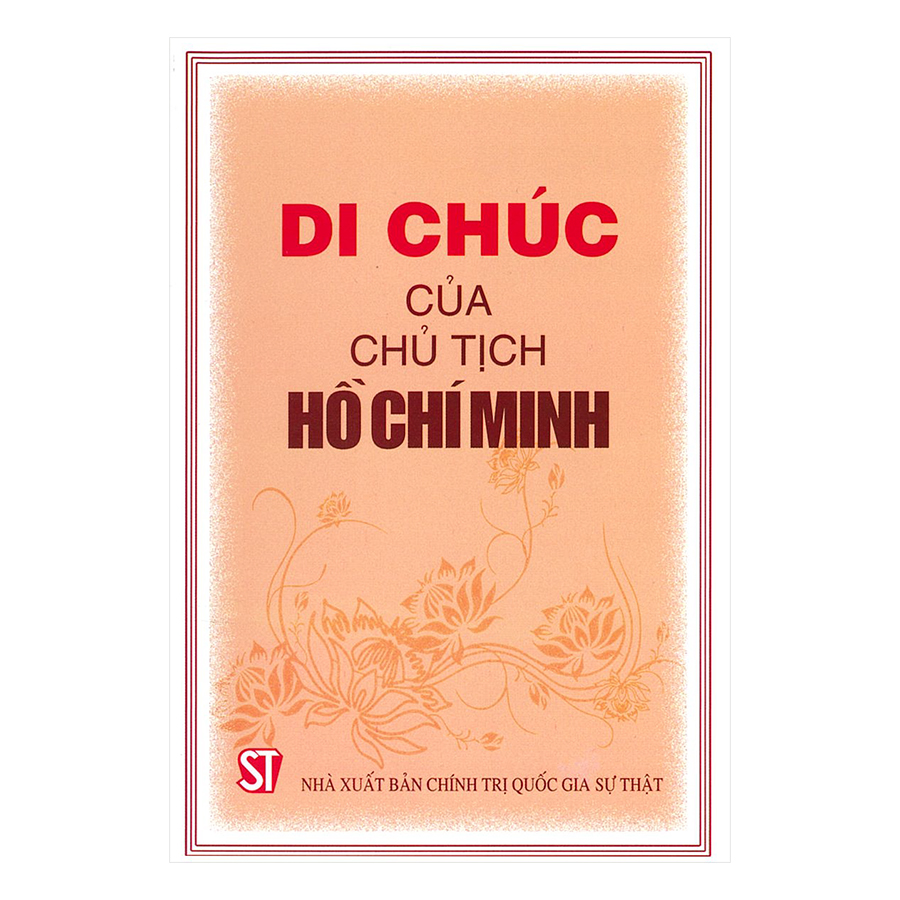 DI CHÚC
CỦA
CHỦ TỊCH
HỒ CHÍ MINH
ST
NHÀ XUẤT BẢN CHÍNH TRỊ QUỐC GIA SỰ THẬT